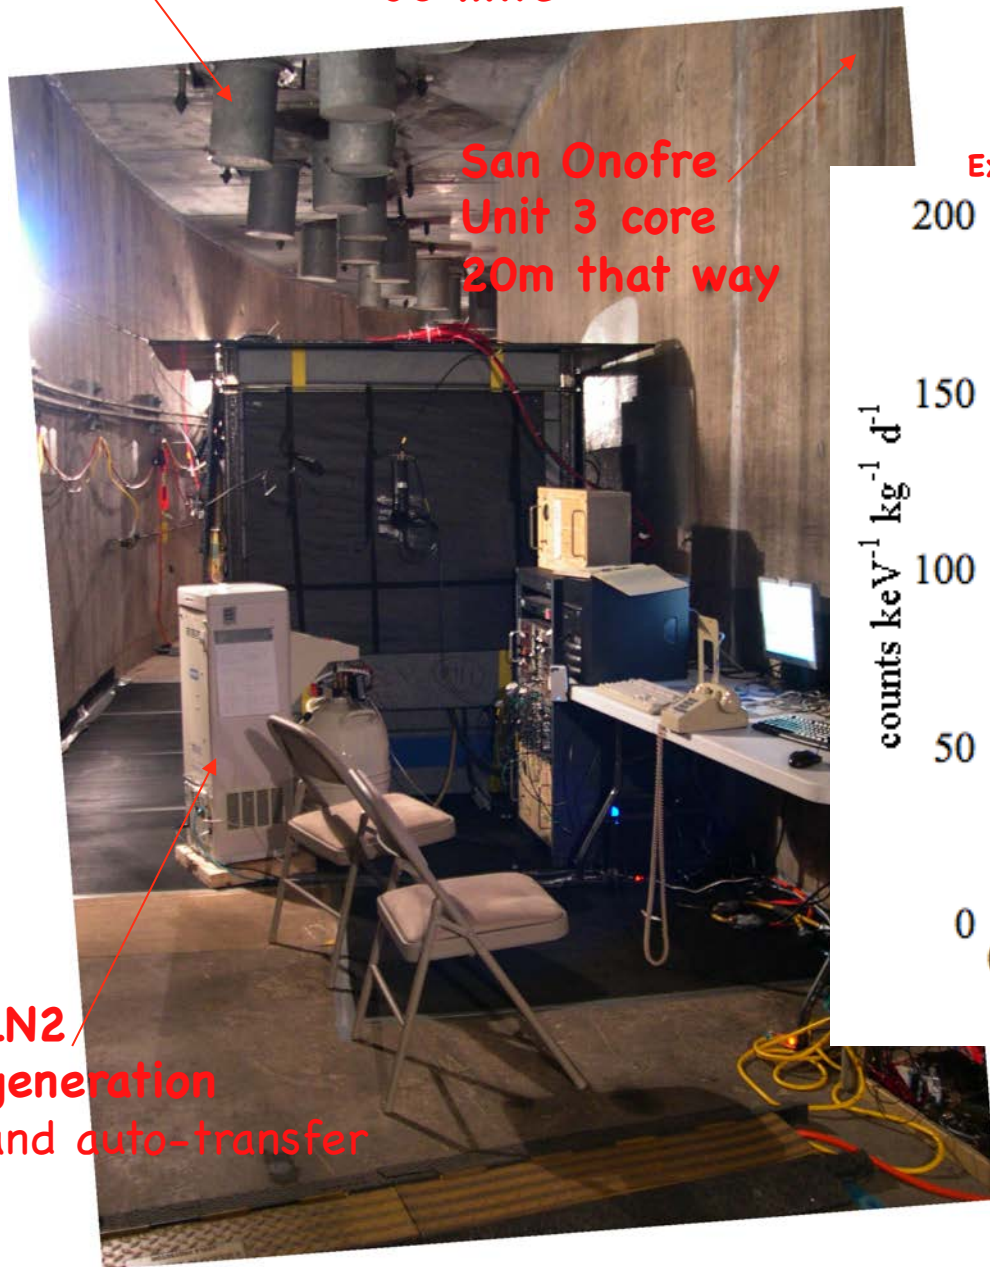 San Onofre
Unit 3 core
20m that way
200
150
100
50
0
counts keV⁻¹ kg⁻¹ d⁻¹
LN2
generation
and auto-transfer